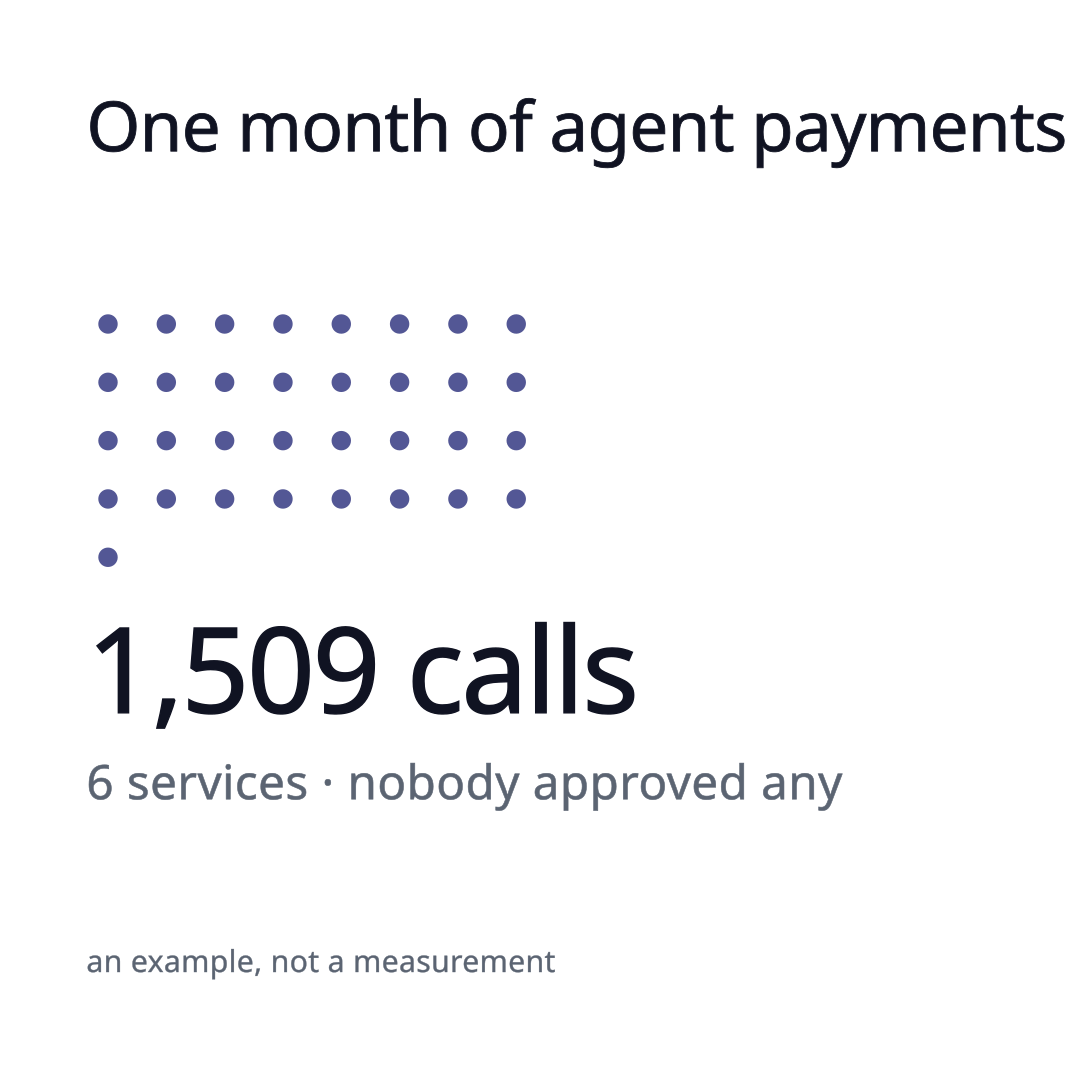 One month of agent payments
1,509 calls
6 services · nobody approved any
an example, not a measurement